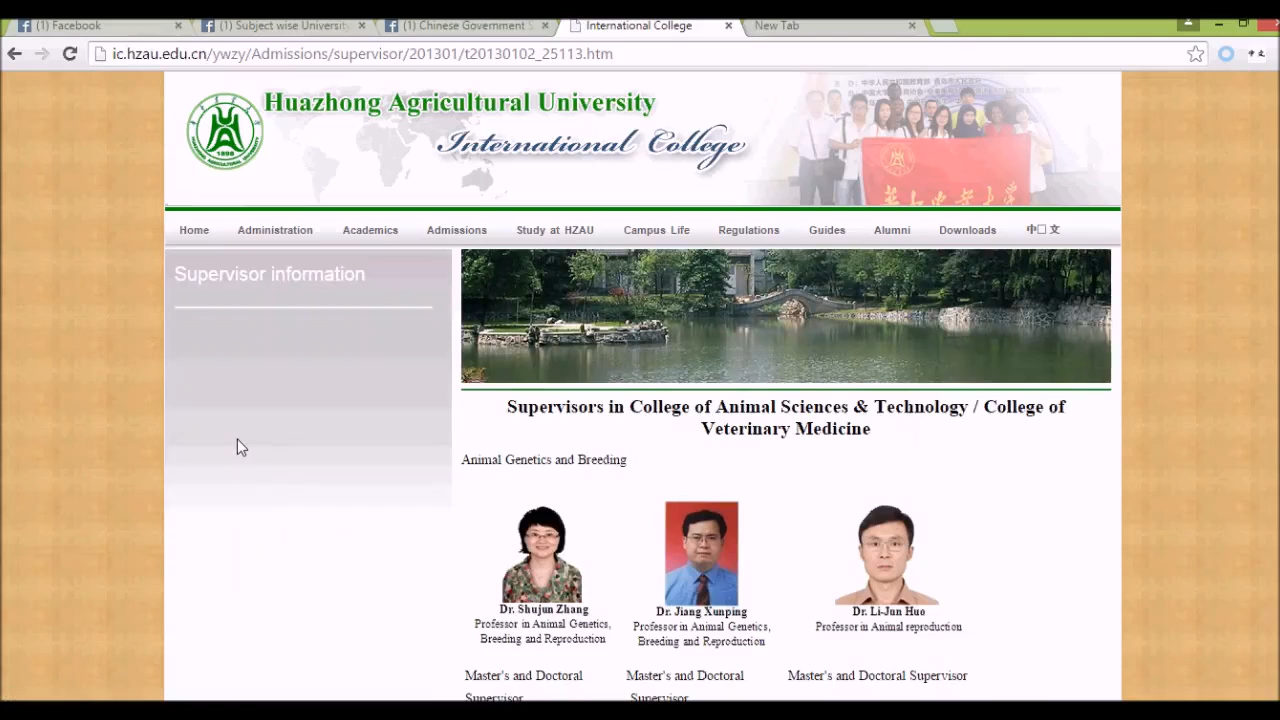 (1) Facebook
(1) Subject wise Universit
(1) Chinese Government S
International College
New Tab
ic.hzau.edu.cn/ywzy/Admissions/supervisor/201301/t20130102_25113.htm
Huazhong Agricultural University
International College
1898
Home Administration Academics Admissions Study at HZAU Campus Life Regulations Guides Alumni Downloads 中 文
Supervisor information
Supervisors in College of Animal Sciences & Technology / College of
Veterinary Medicine
Animal Genetics and Breeding
Dr. Shujun Zhang
Professor in Animal Genetics,
Breeding and Reproduction
Dr. Jiang Xunping
Professor in Animal Genetics,
Breeding and Reproduction
Dr. Li-Jun Huo
Professor in Animal reproduction
Master's and Doctoral
Supervisor
Master's and Doctoral
Supervisor
Master's and Doctoral Supervisor